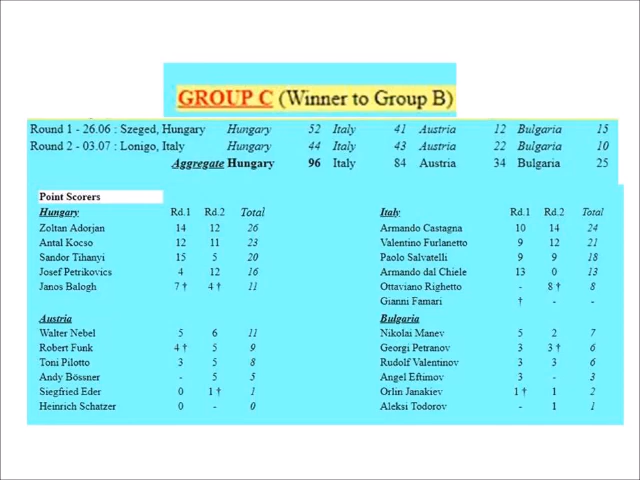 GROUP C (Winner to Group B)
Round 1 - 26.06 : Szeged, Hungary Hungary 52 Italy 41 Austria 12 Bulgaria 15
Round 2 - 03.07 : Lonigo, Italy Hungary 44 Italy 43 Austria 22 Bulgaria 10
Aggregate Hungary 96 Italy 84 Austria 34 Bulgaria 25
Point Scorers
Hungary Rd.1 Rd.2 Total Italy Rd.1 Rd.2 Total
Zoltan Adorjan 14 12 26 Armando Castagna 10 14 24
Antal Kocso 12 11 23 Valentino Furlanetto 9 12 21
Sandor Tihanyi 15 5 20 Paolo Salvatelli 9 9 18
Josef Petrikovics 4 12 16 Armando dal Chiele 13 0 13
Janos Balogh 7 † 4 † 11 Ottaviano Righetto - 8 † 8
Gianni Famari † - -
Austria Bulgaria
Walter Nebel 5 6 11 Nikolai Manev 5 2 7
Robert Funk 4 † 5 9 Georgi Petranov 3 3 † 6
Toni Pilotto 3 5 8 Rudolf Valentinov 3 3 6
Andy Bössner - 5 5 Angel Eftimov 3 - 3
Siegfried Eder 0 1 † 1 Orlin Janakiev 1 † 1 2
Heinrich Schatzer 0 - 0 Aleksi Todorov - 1 1